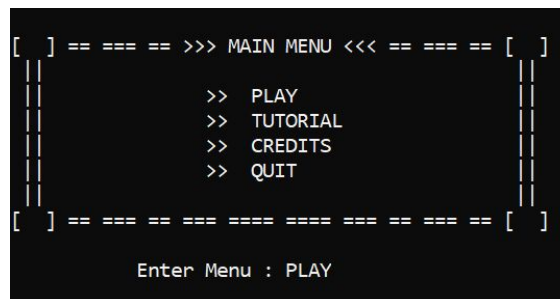 [  ] == === == >>> MAIN MENU <<< == === == [  ]
||                                          ||
||              >>  PLAY                    ||
||              >>  TUTORIAL                ||
||              >>  CREDITS                 ||
||              >>  QUIT                    ||
||                                          ||
[  ] == === == === ==== ==== === == === == [  ]
Enter Menu : PLAY